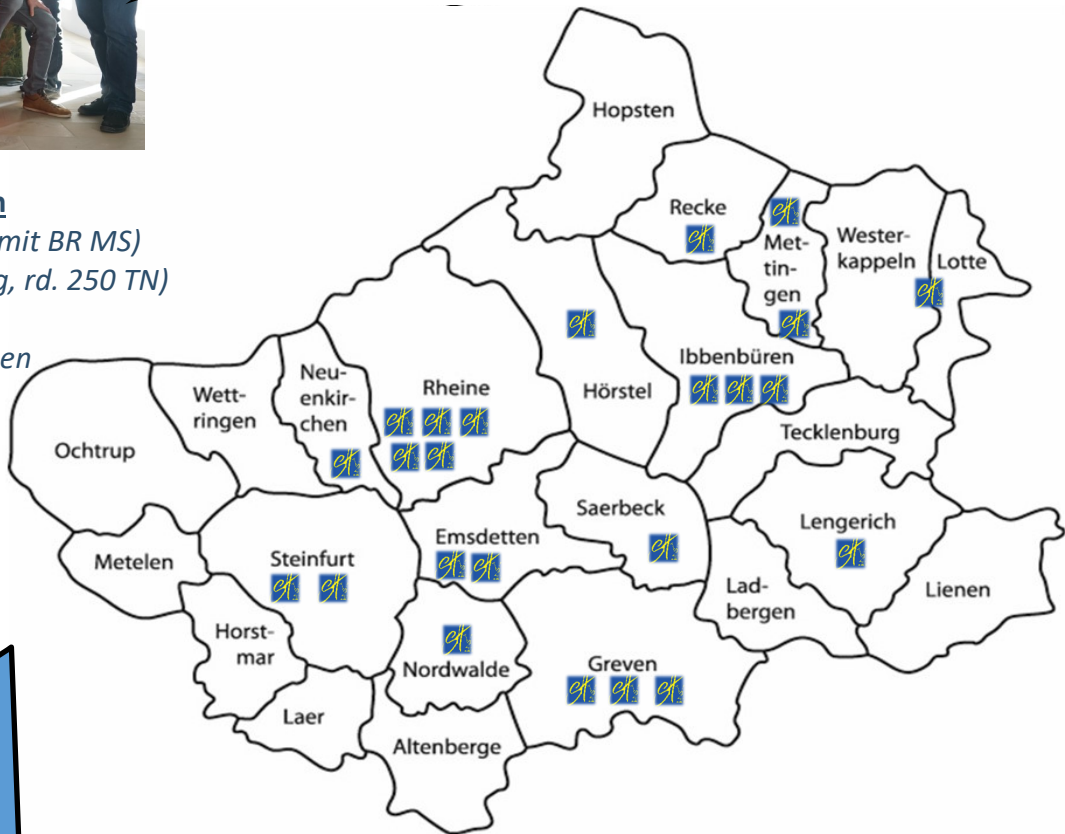 n
mit BR MS)
g, rd. 250 TN)
en
Hopsten
Recke
Met-
tin-
gen
Wester-
kappeln
Lotte
Ibbenbüren
Hörstel
Rheine
Neu-
enkir-
chen
Wett-
ringen
Ochtrup
Tecklenburg
Saerbeck
Lengerich
Emsdetten
Steinfurt
Metelen
Lad-
bergen
Lienen
Horst-
mar
Nordwalde
Greven
Laer
Altenberge